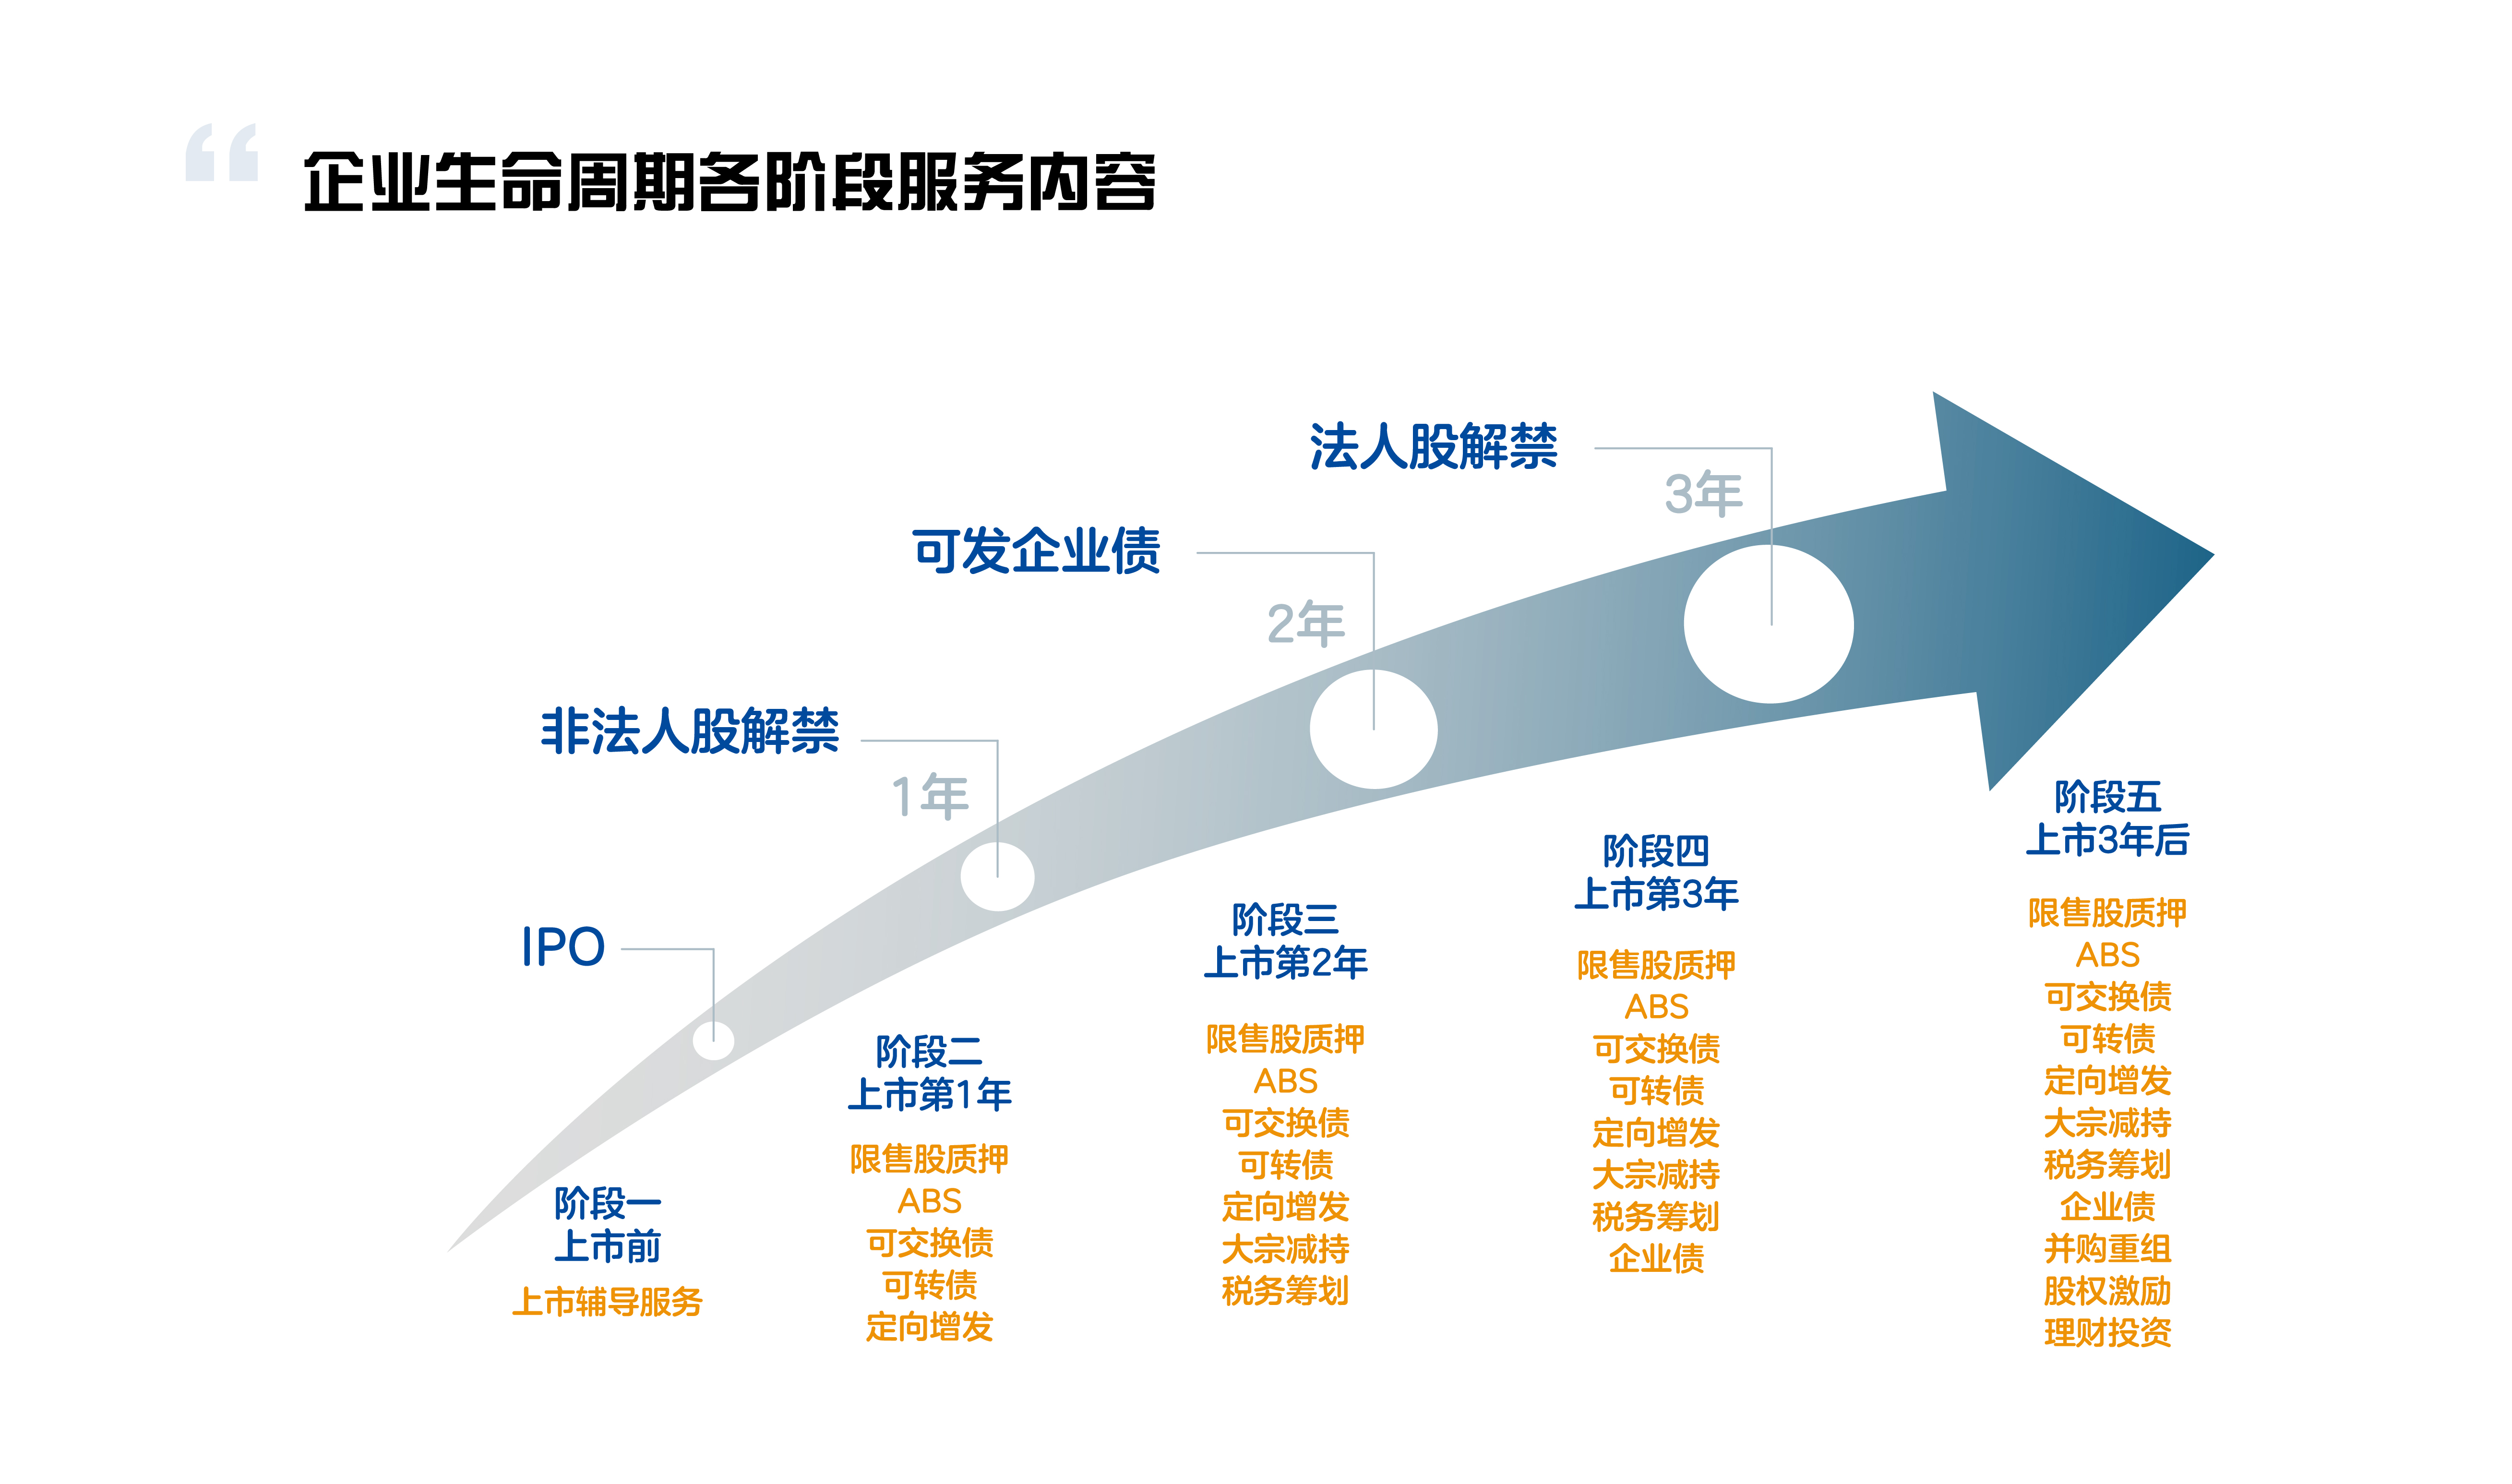 企业生命周期各阶段服务内容
法人股解禁
3年
可发企业债
2年
非法人股解禁
1年
IPO
阶段一
上市前
上市辅导服务
阶段二
上市第1年
限售股质押
ABS
可交换债
可转债
定向增发
阶段三
上市第2年
限售股质押
ABS
可交换债
可转债
定向增发
大宗减持
税务筹划
阶段四
上市第3年
限售股质押
ABS
可交换债
可转债
定向增发
大宗减持
税务筹划
企业债
阶段五
上市3年后
限售股质押
ABS
可交换债
可转债
定向增发
大宗减持
税务筹划
企业债
并购重组
股权激励
理财投资